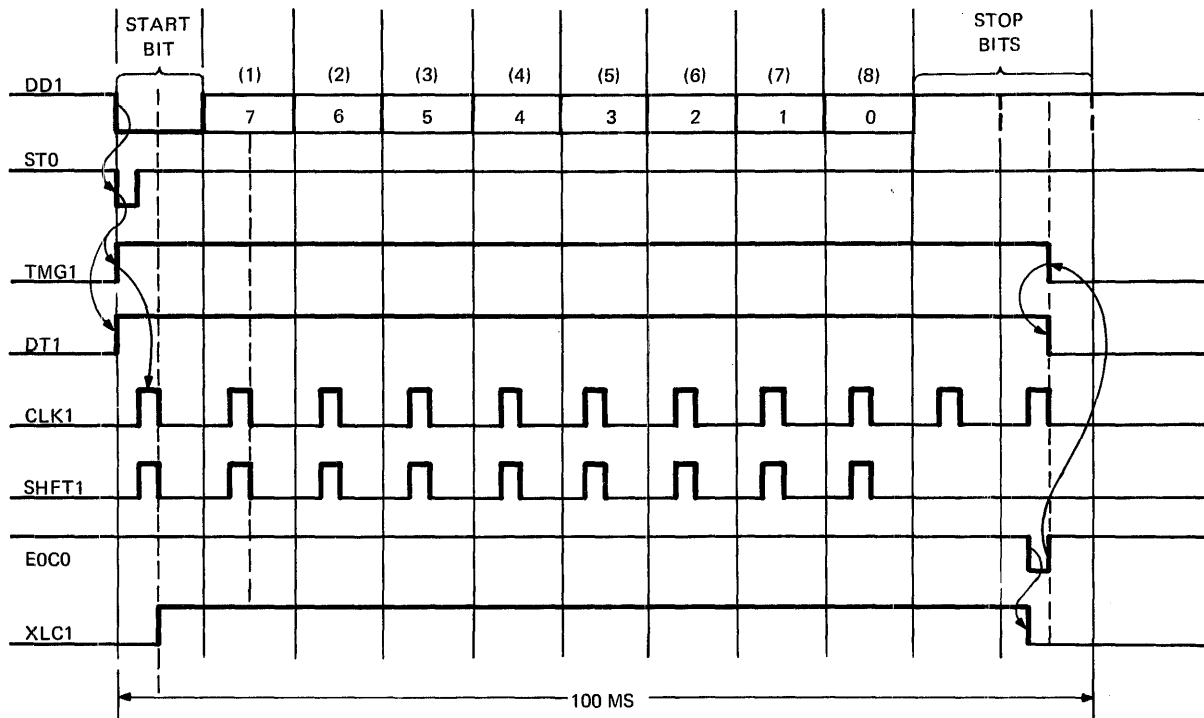 START
BIT
STOP
BITS
DD1
(1) (2) (3) (4) (5) (6) (7) (8)
7 6 5 4 3 2 1 0
ST0
TMG1
DT1
CLK1
SHFT1
E0C0
XLC1
100 MS